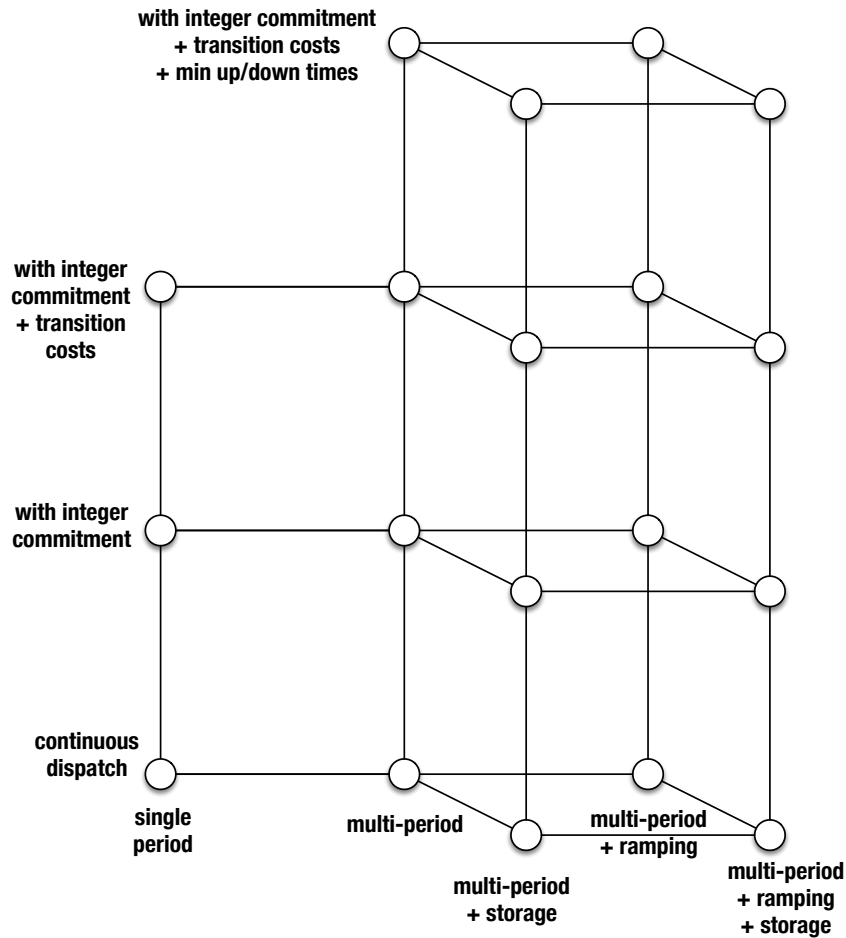 with integer commitment
+ transition costs
+ min up/down times
with integer
commitment
+ transition
costs
with integer
commitment
continuous
dispatch
single
period
multi-period
multi-period
+ storage
multi-period
+ ramping
multi-period
+ ramping
+ storage